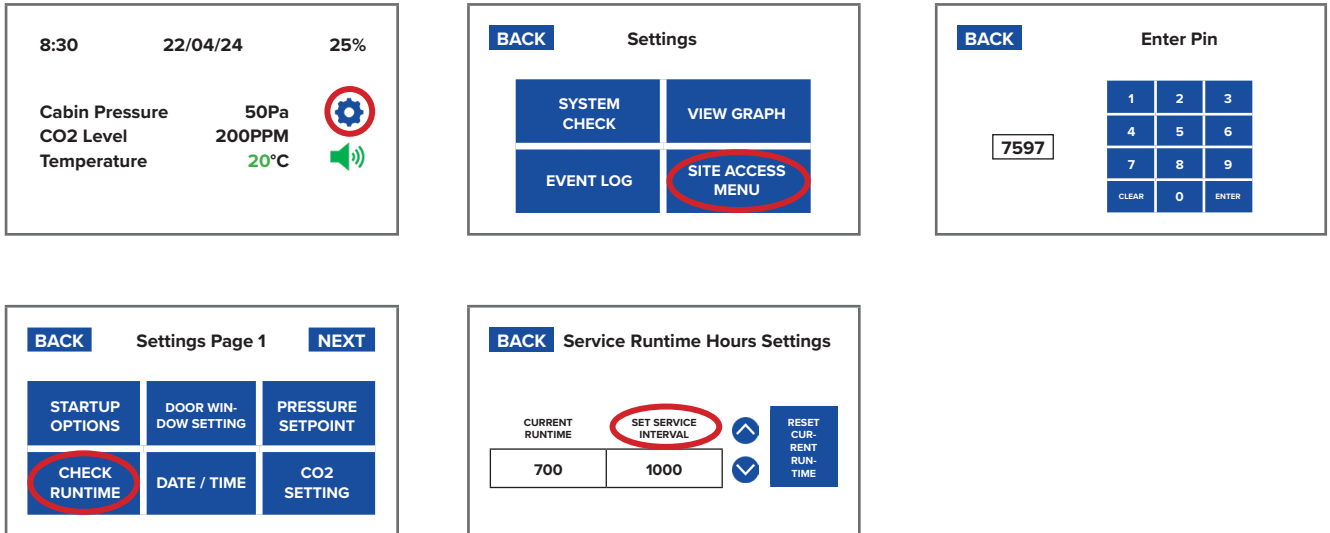 8:30 22/04/24 25%
Cabin Pressure 50Pa
CO2 Level 200PPM
Temperature 20°C
BACK Settings
SYSTEM
CHECK
VIEW GRAPH
EVENT LOG
SITE ACCESS
MENU
BACK Enter Pin
7597
1 2 3
4 5 6
7 8 9
CLEAR 0 ENTER
BACK Settings Page 1 NEXT
STARTUP
OPTIONS
DOOR WIN-
DOW SETTING
PRESSURE
SETPOINT
CHECK
RUNTIME
DATE / TIME
CO2
SETTING
BACK Service Runtime Hours Settings
CURRENT
RUNTIME
SET SERVICE
INTERVAL
700 1000
RESET
CUR-
RENT
RUN-
TIME